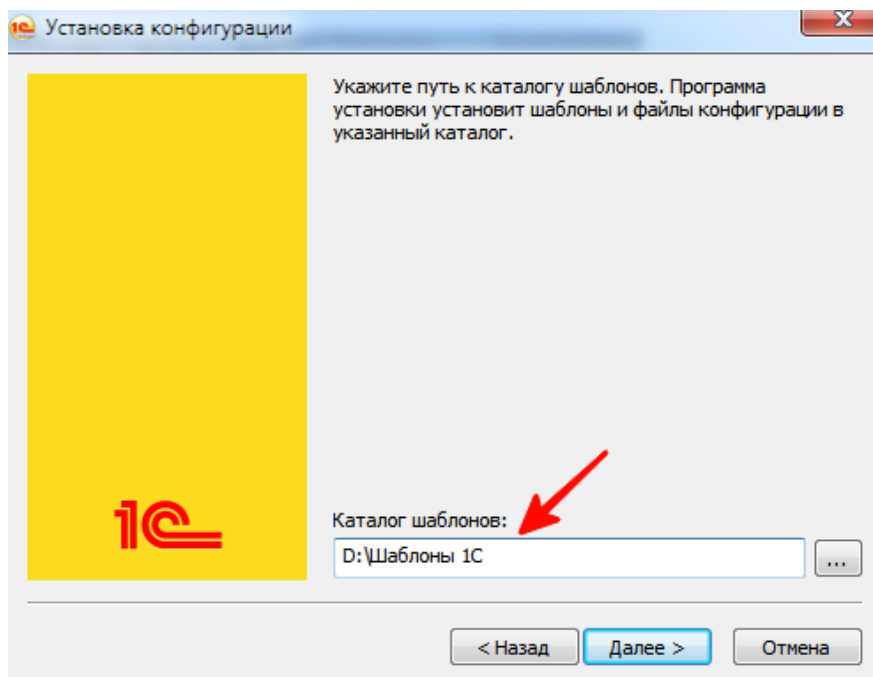 Установка конфигурации
Укажите путь к каталогу шаблонов. Программа
установки установит шаблоны и файлы конфигурации в
указанный каталог.
1С
Каталог шаблонов:
D:\Шаблоны 1С
...
< Назад
Далее >
Отмена